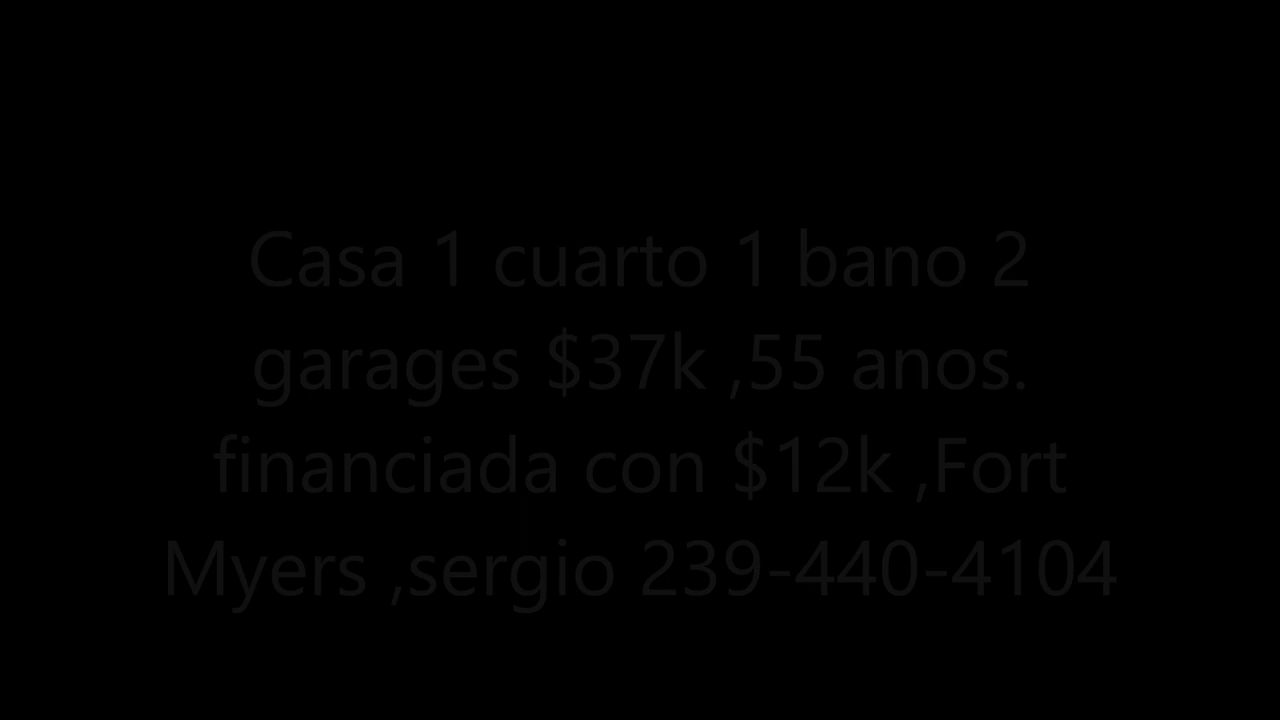 Casa 1 cuarto 1 bano 2
garages $37k ,55 anos.
financiada con $12k ,Fort
Myers ,sergio 239-440-4104